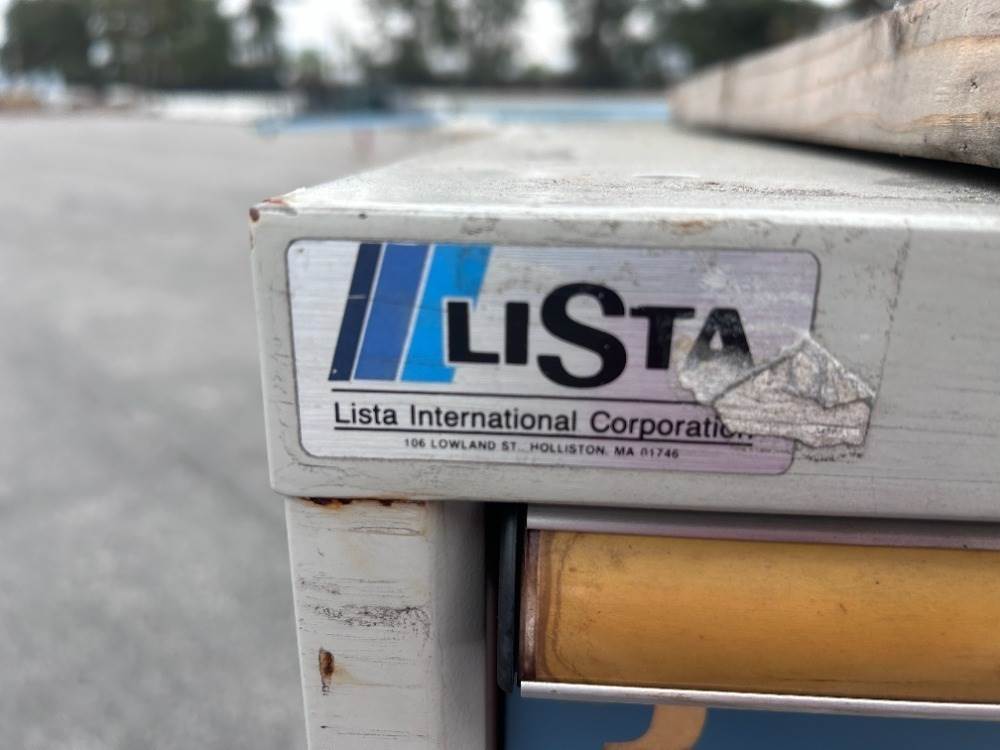 LISTA
Lista International Corporation
106 LOWLAND ST., HOLLISTON, MA 01746